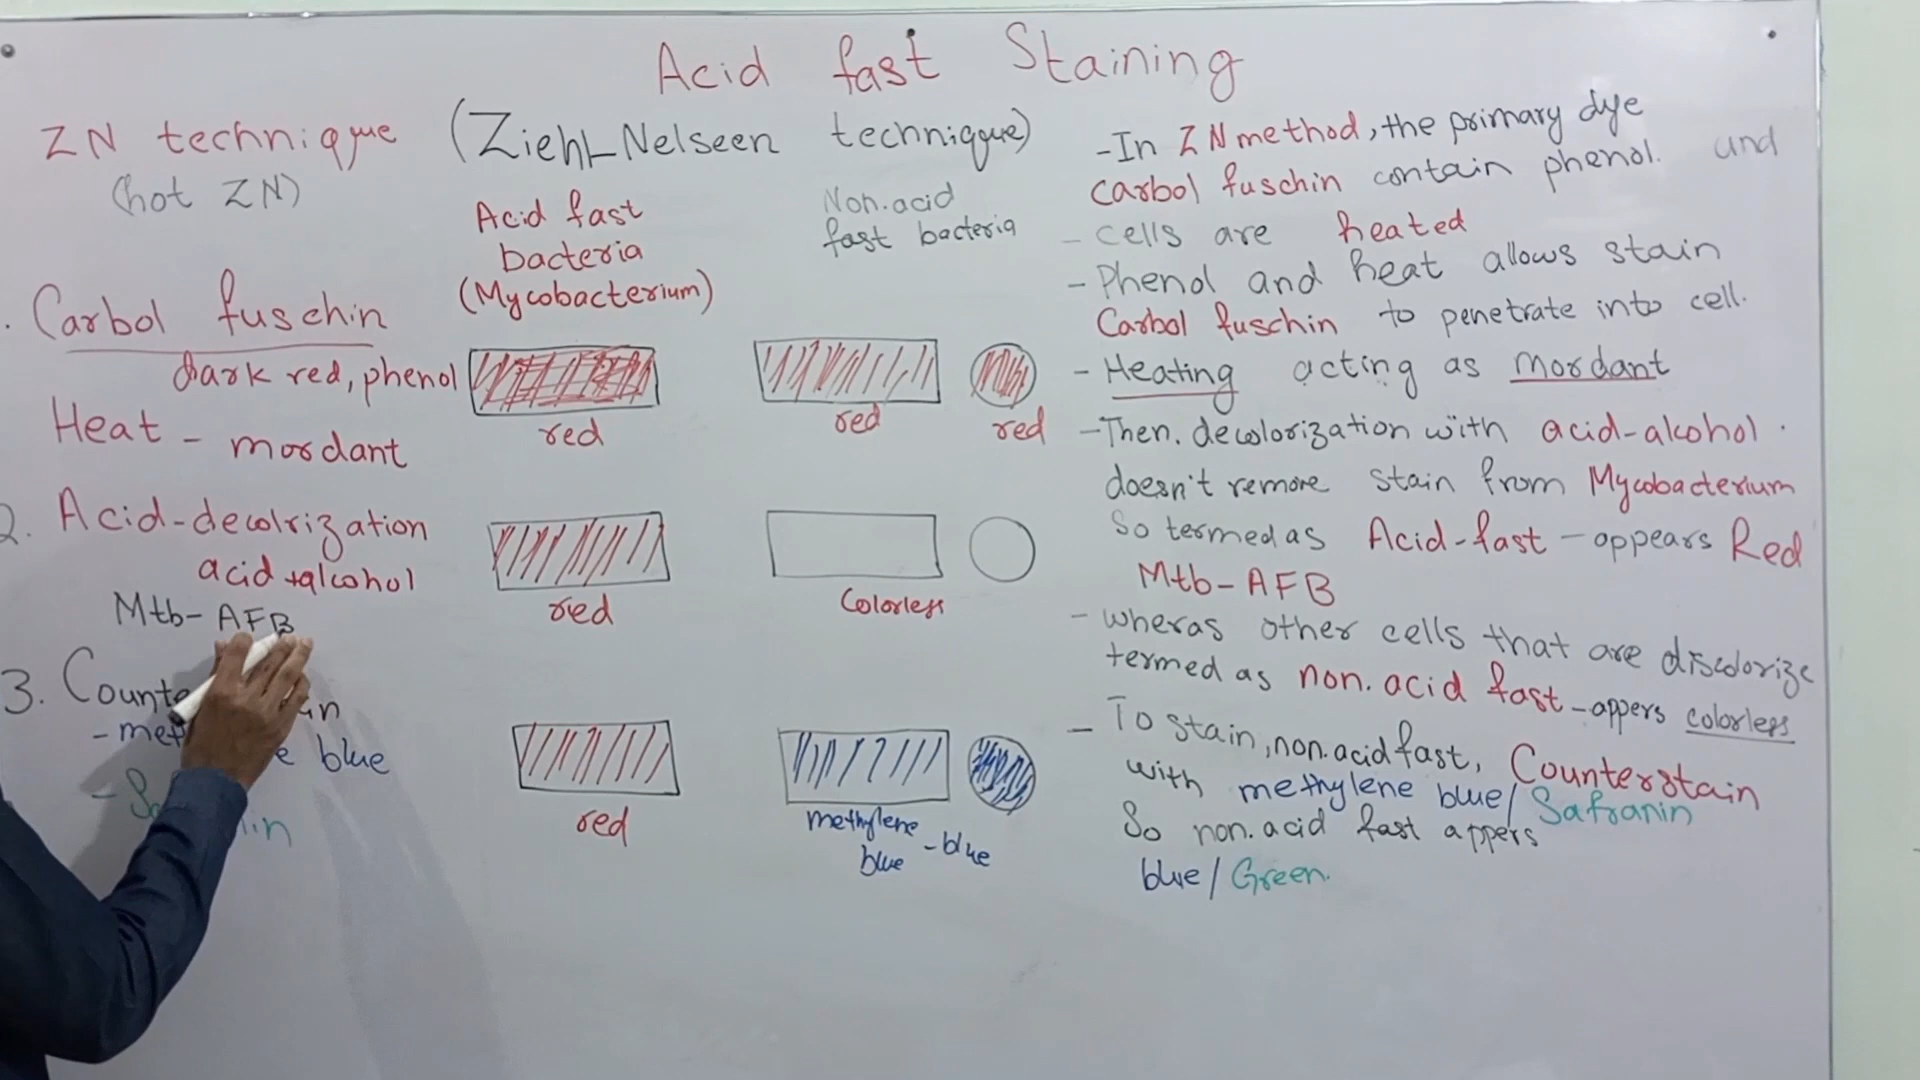 Acid fast Staining
ZN technique (Ziehl-Nelseen technique)
(hot ZN)
Acid fast
bacteria
(Mycobacterium)
Non.acid
fast bacteria
. Carbol fuschin
dark red, phenol
Heat - mordant
red
red
red
2. Acid-decolrization
acid+alcohol
Mtb-AFB
red
Colorless
3.
blue
red
methylene
blue - blue
-In ZN method, the primary dye
Carbol fuschin contain phenol. and
- cells are heated
- Phenol and heat allows stain
Carbol fuschin to penetrate into cell.
- Heating acting as mordant
-Then. decolorization with acid-alcohol.
doesn't remove stain from Mycobacterium
So termed as Acid-fast - appears Red
Mtb-AFB
- wheras other cells that are discolorize
termed as non.acid fast-appers colorless
- To stain, non.acid fast, Counterstain
with methylene blue/Safranin
So non.acid fast appers
blue/Green.